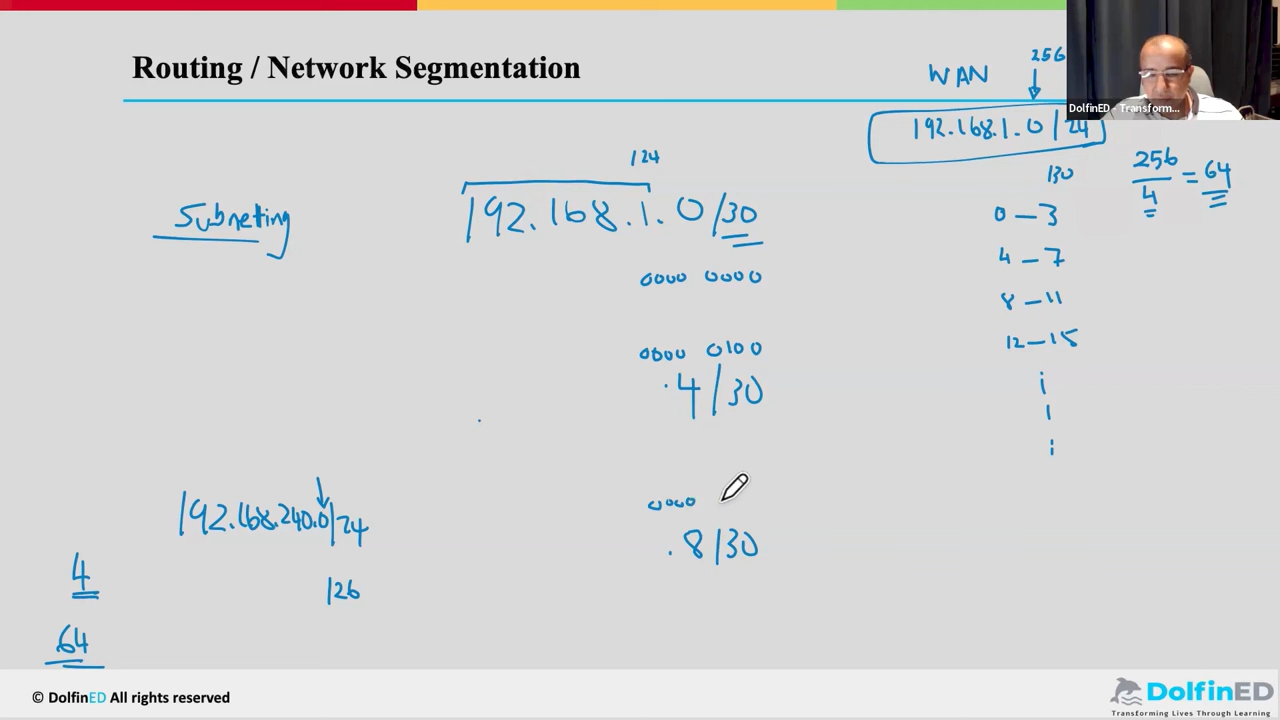 Routing / Network Segmentation
256
WAN
DolfinED - Transform...
192.168.1.0/24
/24
/30
256
4
= 64
Subneting
192.168.1.0/30
0 - 3
4 - 7
0000 0000
8 - 11
12 - 15
0000 0100
.4/30
192.168.240.0/24
0000
.8/30
4
/26
64
© DolfinED All rights reserved
DolfinED
Transforming Lives Through Learning